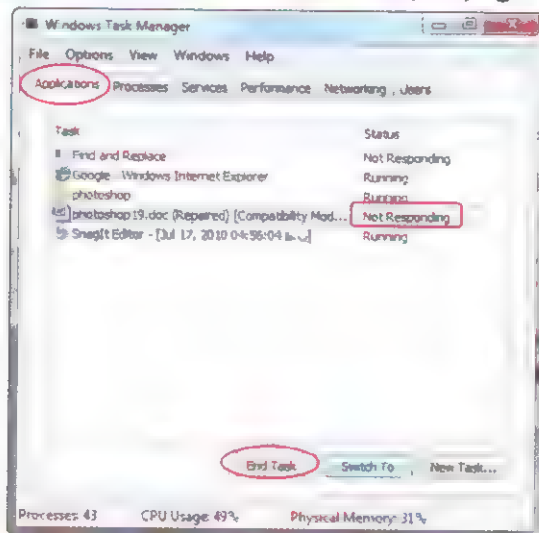 Windows Task Manager
File Options View Windows Help
Applications Processes Services Performance Networking Users
Task Status
Find and Replace Not Responding
Google - Windows Internet Explorer Running
photoshop Running
photoshop 19.doc (Repaired) [Compatibility Mod... Not Responding
SnagIt Editor - [Jul 17, 2010 04:56:04 Running
End Task Switch To New Task...
Processes: 43 CPU Usage: 49% Physical Memory: 31%